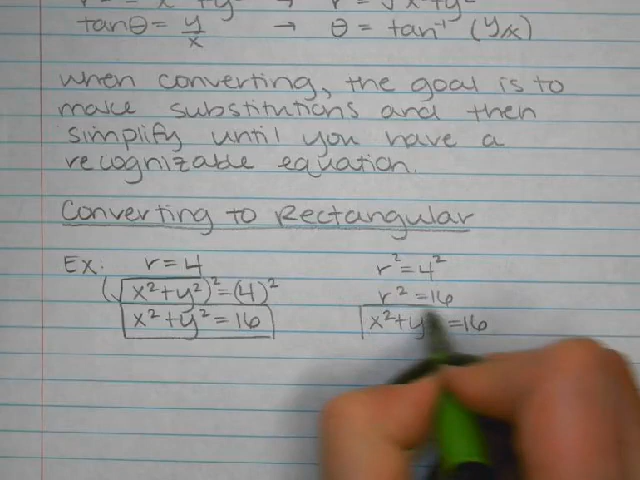 tanθ = y/x → θ = tan⁻¹ (y/x)
when converting, the goal is to
make substitutions and then
simplify until you have a
recognizable equation.
Converting to Rectangular
Ex. r = 4 r² = 4²
(√x² + y²)² = (4)² r² = 16
x² + y² = 16 x² + y = 16